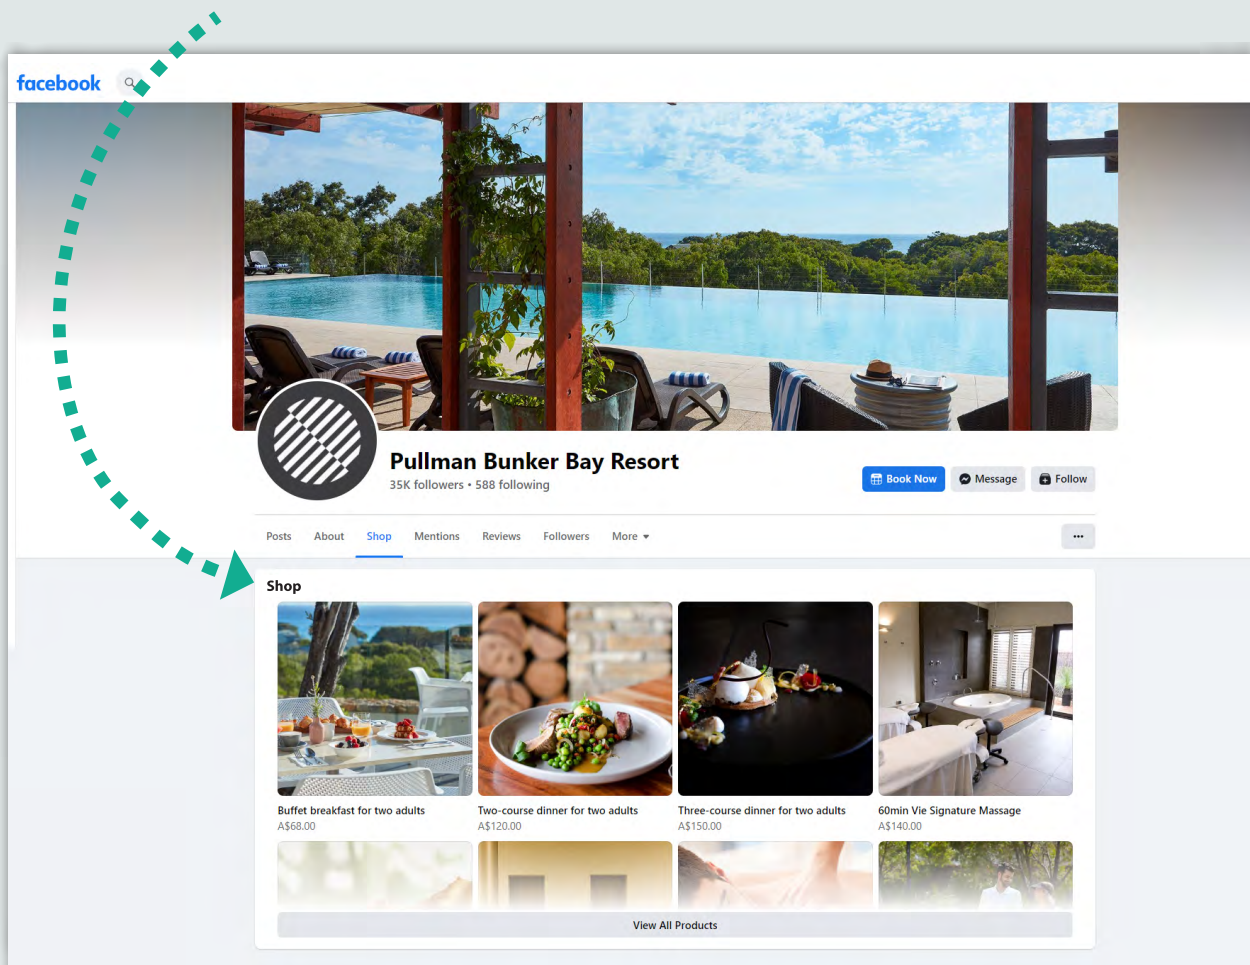 facebook
Pullman Bunker Bay Resort
35K followers • 588 following
Book Now
Message
Follow
Posts
About
Shop
Mentions
Reviews
Followers
More
Shop
Buffet breakfast for two adults
A$68.00
Two-course dinner for two adults
A$120.00
Three-course dinner for two adults
A$150.00
60min Vie Signature Massage
A$140.00
View All Products